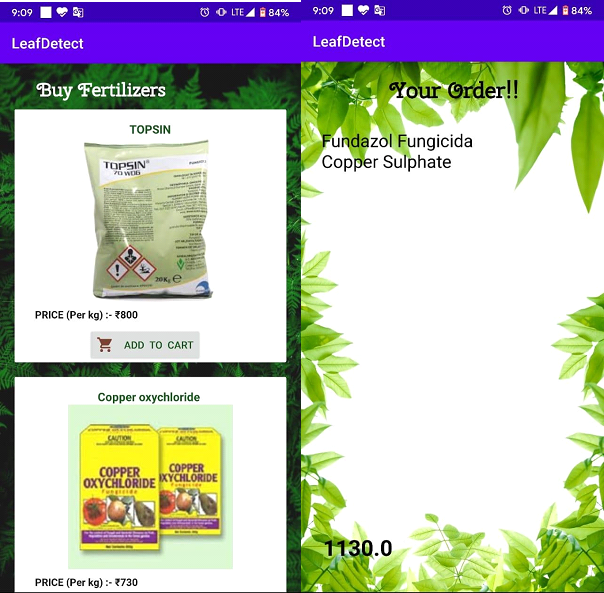 9:09
LTE 84%
LeafDetect
Buy Fertilizers
TOPSIN
TOPSIN®
70 WDG
20Kg e
PRICE (Per kg) :- ₹800
ADD TO CART
Copper oxychloride
CAUTION
COPPER
OXYCHLORIDE
Fungicide
CAUTION
COPPER
OXYCHLORIDE
Fungicide
PRICE (Per kg) :- ₹730
9:09
LTE 84%
LeafDetect
Your Order!!
Fundazol Fungicida
Copper Sulphate
1130.0